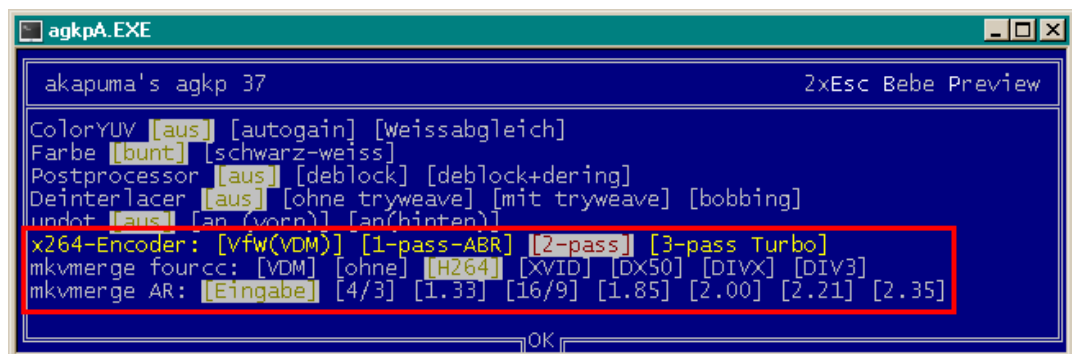 agkpA.EXE
akapuma's agkp 37 2xEsc Bebe Preview
ColorYUV [aus] [autogain] [Weissabgleich]
Farbe [bunt] [schwarz-weiss]
Postprocessor [aus] [deblock] [deblock+dering]
Deinterlacer [aus] [ohne tryweave] [mit tryweave] [bobbing]
undot [aus] [an (vorn)] [an(hinten)]
x264-Encoder: [VfW(VDM)] [1-pass-ABR] [2-pass] [3-pass Turbo]
mkvmerge fourcc: [VDM] [ohne] [H264] [XVID] [DX50] [DIVX] [DIV3]
mkvmerge AR: [Eingabe] [4/3] [1.33] [16/9] [1.85] [2.00] [2.21] [2.35]
OK